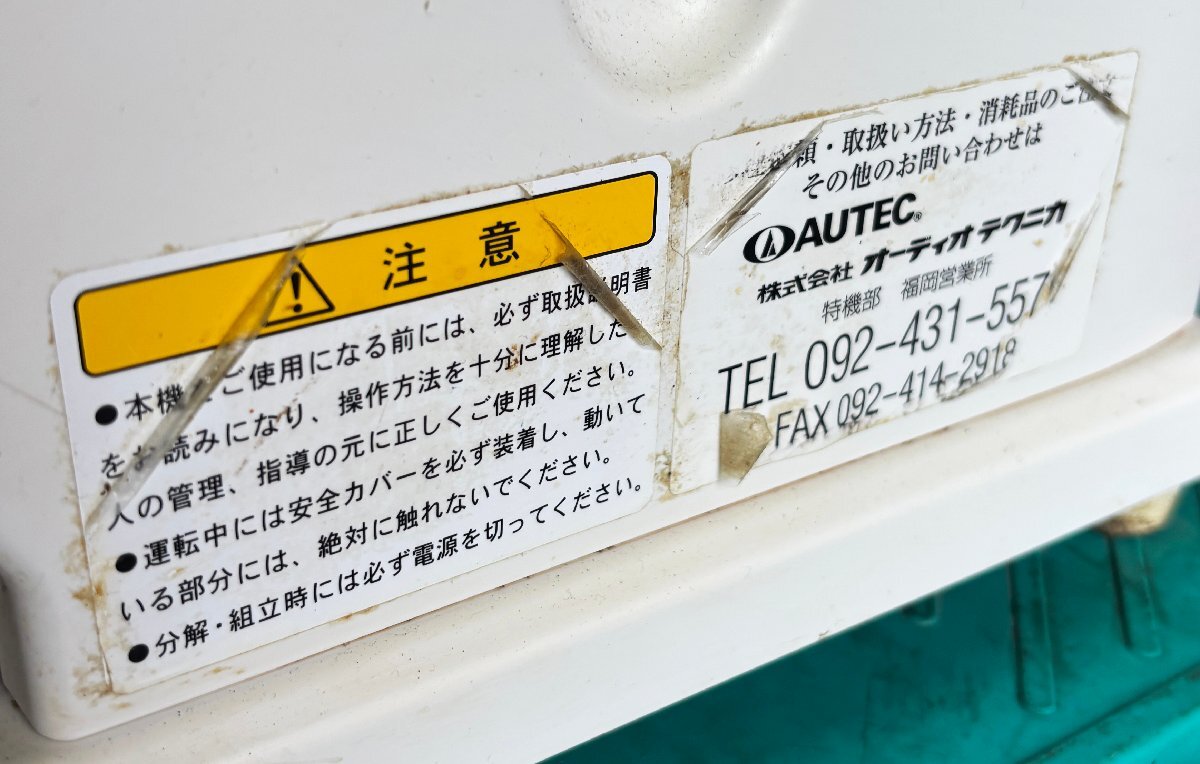 注意
●本機をご使用になる前には、必ず取扱説明書
をお読みになり、操作方法を十分に理解した
人の管理、指導の元に正しくご使用ください。
●運転中には安全カバーを必ず装着し、動いて
いる部分には、絶対に触れないでください。
●分解・組立時には必ず電源を切ってください。
頼・取扱い方法・消耗品のご注
その他のお問い合わせは
AUTEC®
株式会社 オーディオテクニカ
特機部 福岡営業所
TEL 092-431-557
FAX 092-414-2918